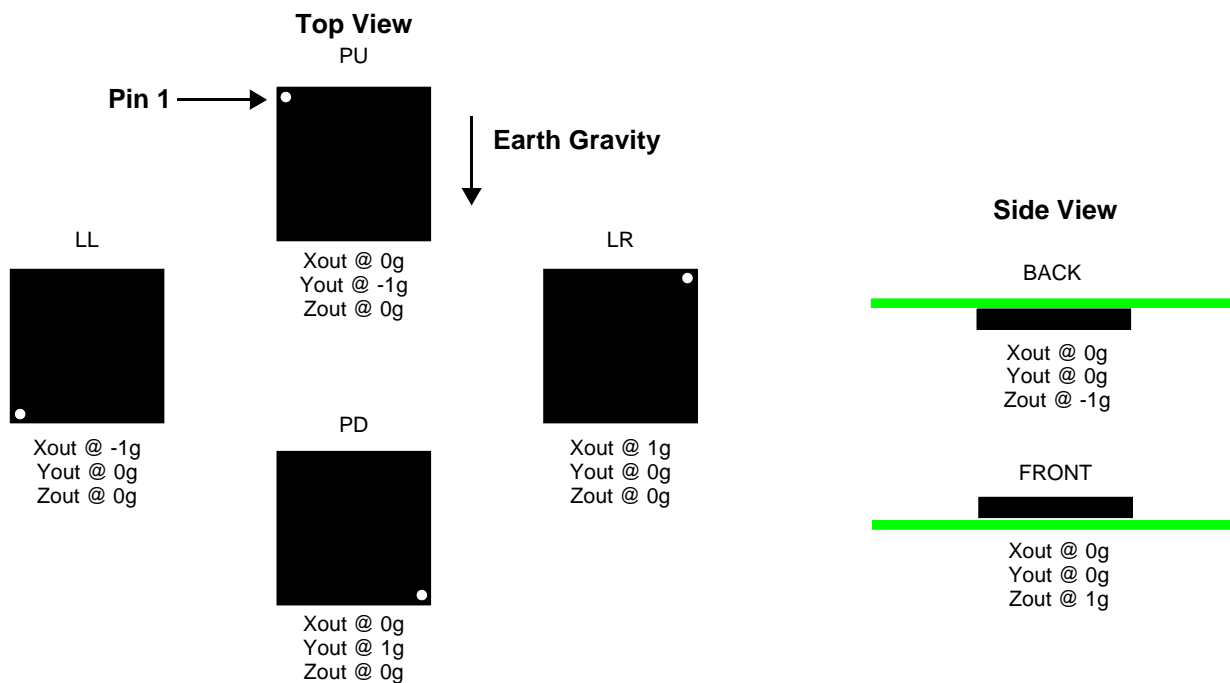 Top View
PU
Pin 1
Earth Gravity
Xout @ 0g
Yout @ -1g
Zout @ 0g
LL
Xout @ -1g
Yout @ 0g
Zout @ 0g
LR
Xout @ 1g
Yout @ 0g
Zout @ 0g
PD
Xout @ 0g
Yout @ 1g
Zout @ 0g
Side View
BACK
Xout @ 0g
Yout @ 0g
Zout @ -1g
FRONT
Xout @ 0g
Yout @ 0g
Zout @ 1g